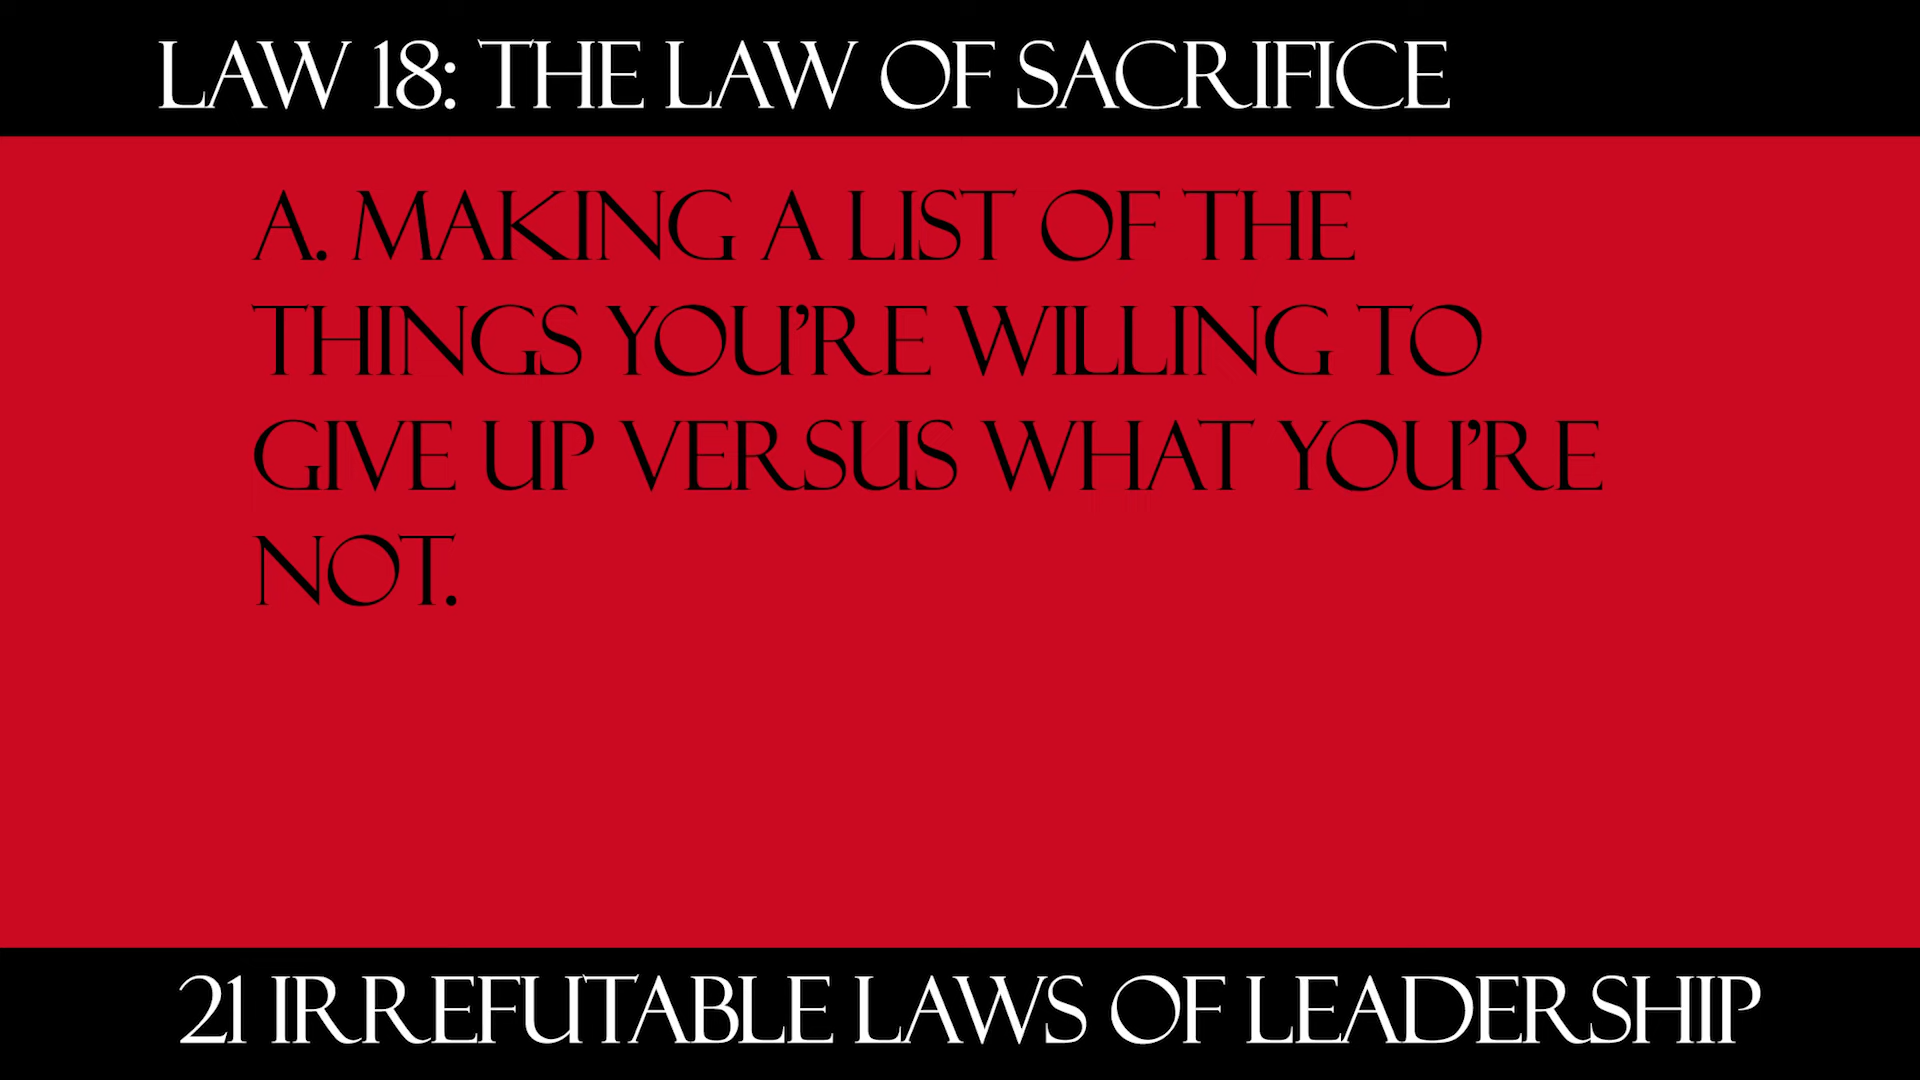 LAW 18: THE LAW OF SACRIFICE
A. MAKING A LIST OF THE
THINGS YOU'RE WILLING TO
GIVE UP VERSUS WHAT YOU'RE
NOT.
21 IRREFUTABLE LAWS OF LEADERSHIP